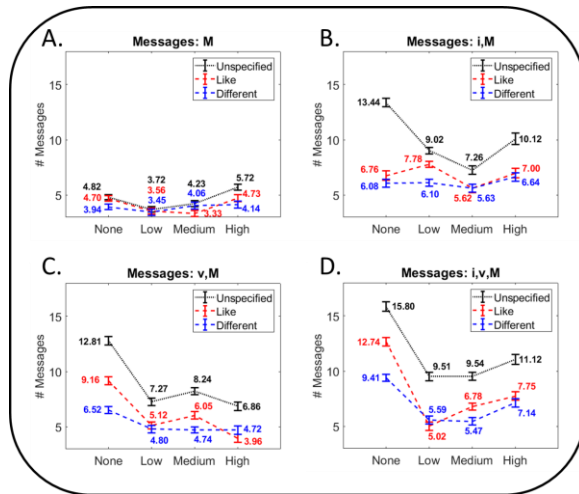 A.
Messages: M
Unspecified
Like
Different
# Messages
15
10
5
4.82
4.70
3.94
3.72
3.56
3.45
4.23
4.06
3.33
5.72
4.73
4.14
None Low Medium High
B.
Messages: i,M
Unspecified
Like
Different
# Messages
15
10
5
13.44
6.76
6.08
9.02
7.78
6.10
7.26
5.62
5.63
10.12
7.00
6.64
None Low Medium High
C.
Messages: v,M
Unspecified
Like
Different
# Messages
15
10
5
12.81
9.16
6.52
7.27
5.12
4.80
8.24
6.05
4.74
6.86
4.72
3.96
None Low Medium High
D.
Messages: i,v,M
Unspecified
Like
Different
# Messages
15
10
5
15.80
12.74
9.41
9.51
5.59
5.02
9.54
6.78
5.47
11.12
7.75
7.14
None Low Medium High